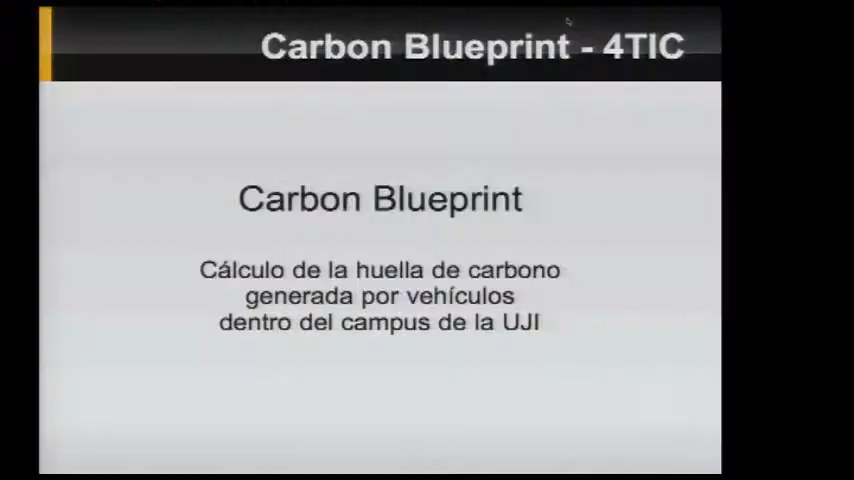 Carbon Blueprint - 4TIC
Carbon Blueprint
Cálculo de la huella de carbono
generada por vehículos
dentro del campus de la UJI